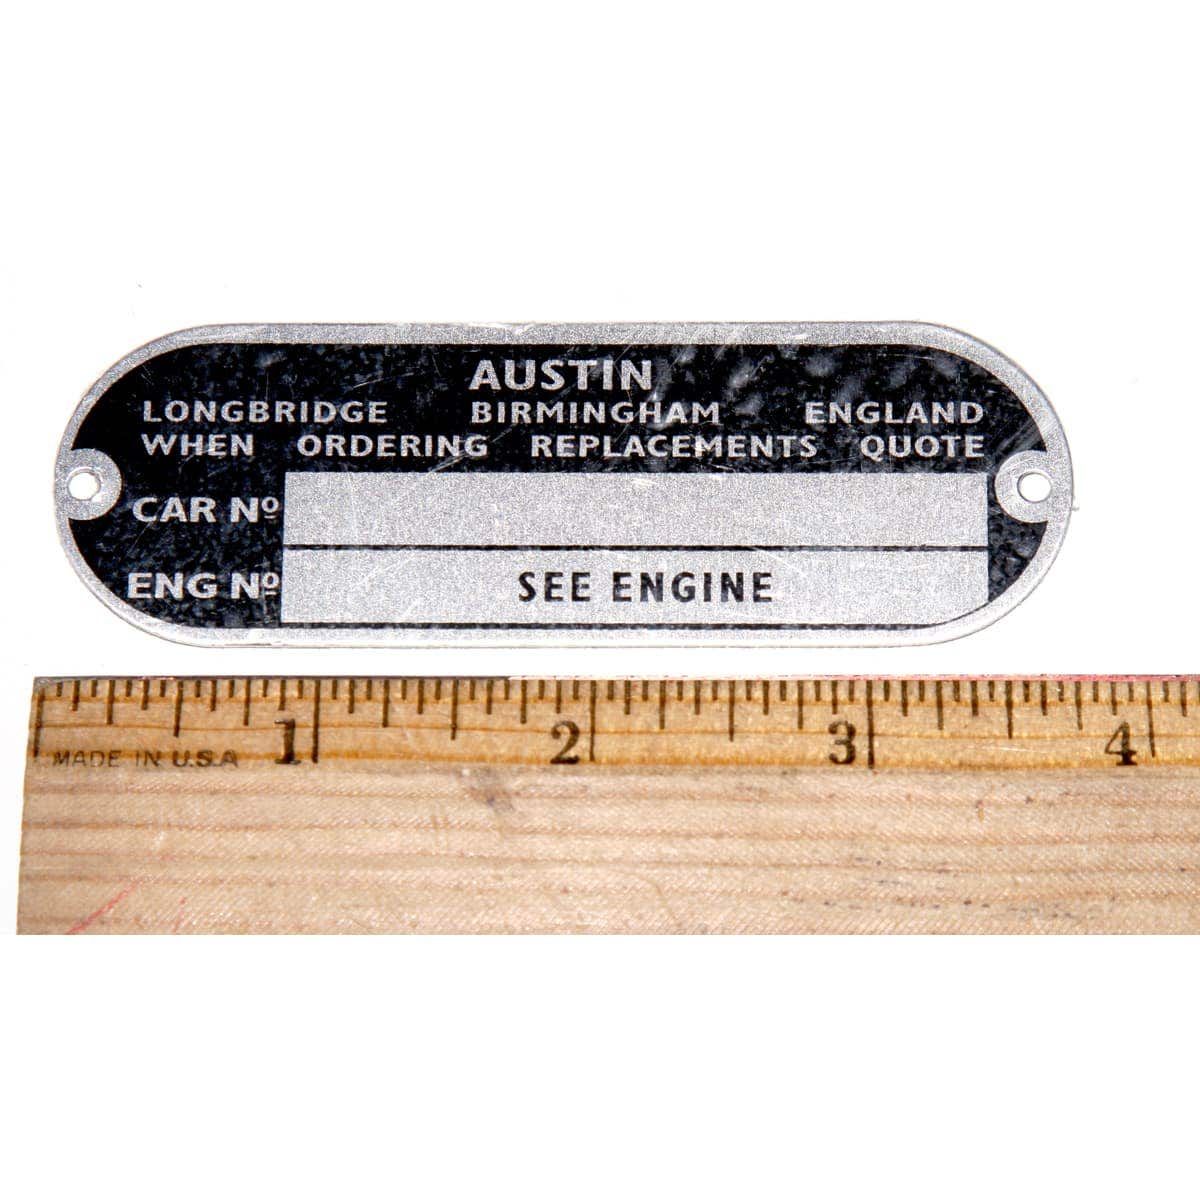 AUSTIN
LONGBRIDGE BIRMINGHAM ENGLAND
WHEN ORDERING REPLACEMENTS QUOTE
CAR Nº
ENG Nº SEE ENGINE
1 2 3 4
MADE IN U.S.A